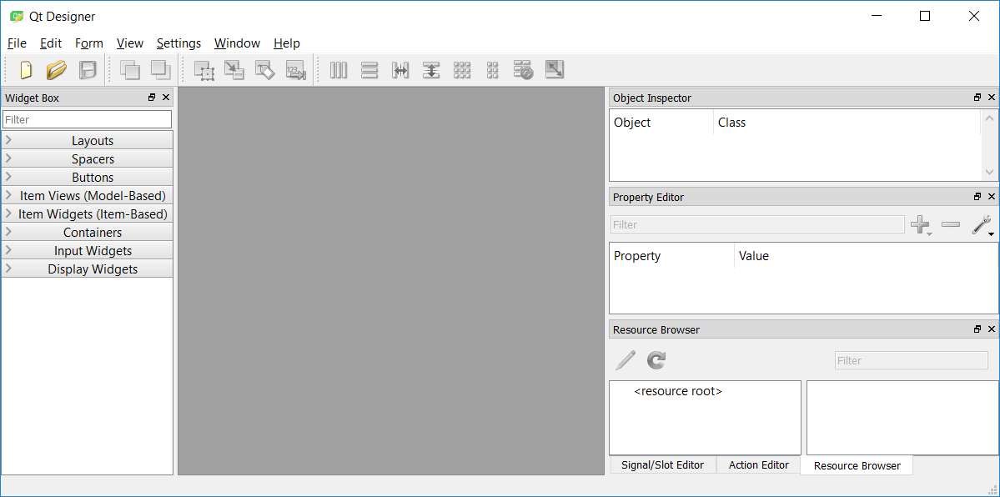 Qt Designer
File Edit Form View Settings Window Help
123
Widget Box
Filter
Layouts
Spacers
Buttons
Item Views (Model-Based)
Item Widgets (Item-Based)
Containers
Input Widgets
Display Widgets
Object Inspector
Object Class
Property Editor
Filter
Property Value
Resource Browser
Filter
<resource root>
Signal/Slot Editor Action Editor Resource Browser